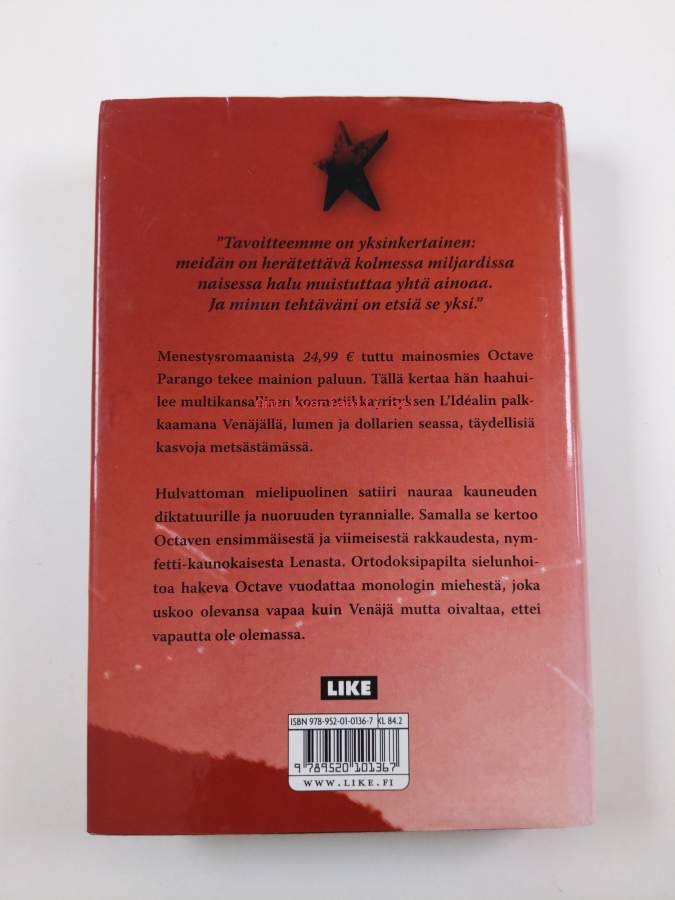 "Tavoitteemme on yksinkertainen:
meidän on herätettävä kolmessa miljardissa
naisessa halu muistuttaa yhtä ainoaa.
Ja minun tehtäväni on etsiä se yksi."
Menestysromaanista 24,99 € tuttu mainosmies Octave
Parango tekee mainion paluun. Tällä kertaa hän haahui-
lee multikansallinen kosmetiikkayrityksen L'Idéalin palk-
kaamana Venäjällä, lumen ja dollarien seassa, täydellisiä
kasvoja metsästämässä.
Hulvattoman mielipuolinen satiiri nauraa kauneuden
diktatuurille ja nuoruuden tyrannialle. Samalla se kertoo
Octaven ensimmäisestä ja viimeisestä rakkaudesta, nym-
fetti-kaunokaisesta Lenasta. Ortodoksipapilta sielunhoi-
toa hakeva Octave vuodattaa monologin miehestä, joka
uskoo olevansa vapaa kuin Venäjä mutta oivaltaa, ettei
vapautta ole olemassa.
LIKE
ISBN 978-952-01-0136-7 KL 84.2
9 789520 101367
WWW.LIKE.FI